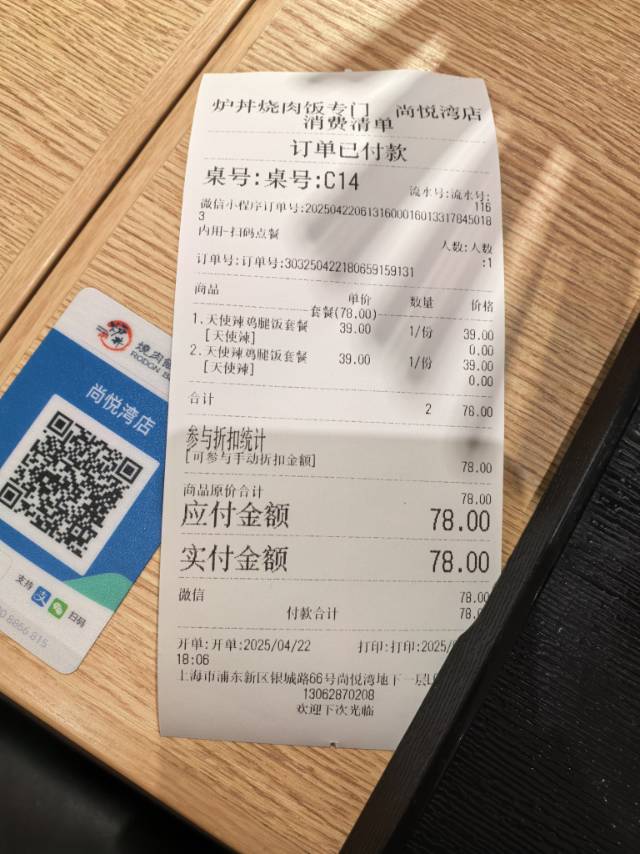 炉丼烧肉饭专门 尚悦湾店
消费清单
订单已付款
桌号:桌号:C14
流水号:流水号:
116
微信小程序订单号:2025042206131600016013317845018
3
内用-扫码点餐
人数:人数
:1
订单号:订单号:303250422180659159131
商品 单价 数量 价格
套餐(78.00)
1.天使辣鸡腿饭套餐 39.00 1/份 39.00
[天使辣] 0.00
2.天使辣鸡腿饭套餐 39.00 1/份 39.00
[天使辣] 0.00
合计 2 78.00
参与折扣统计
[可参与手动折扣金额] 78.00
商品原价合计 78.00
应付金额 78.00
实付金额 78.00
微信 78.00
付款合计 78.0
开单:开单:2025/04/22 打印:打印:2025/
18:06
上海市浦东新区银城路66号尚悦湾地下一层L
13062870208
欢迎下次光临
烧肉
RODON
尚悦湾店
支持 支 扫码
8866 815